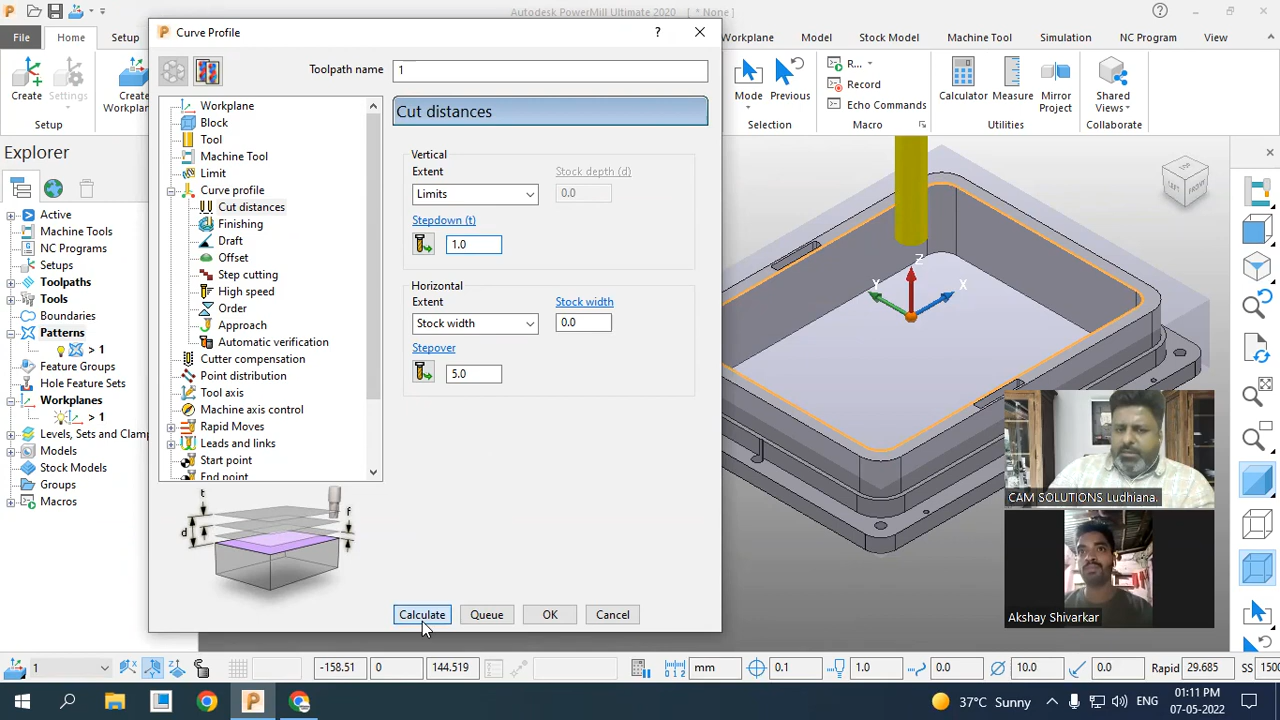 Autodesk PowerMill Ultimate 2020 [ * None ]
Curve Profile
File
Home
Setup
Workplane
Model
Stock Model
Machine Tool
Simulation
NC Program
View
Create
Settings
Create
Workplane
Setup
Mode
Previous
Selection
R...
Record
Echo Commands
Macro
Calculator
Measure
Mirror
Project
Utilities
Shared
Views
Collaborate
Explorer
Active
Machine Tools
NC Programs
Setups
Toolpaths
Tools
Boundaries
Patterns
> 1
Feature Groups
Hole Feature Sets
Workplanes
> 1
Levels, Sets and Clamp
Models
Stock Models
Groups
Macros
Toolpath name
1
Workplane
Block
Tool
Machine Tool
Limit
Curve profile
Cut distances
Finishing
Draft
Offset
Step cutting
High speed
Order
Approach
Automatic verification
Cutter compensation
Point distribution
Tool axis
Machine axis control
Rapid Moves
Leads and links
Start point
End point
Cut distances
Vertical
Extent
Stock depth (d)
Limits
0.0
Stepdown (t)
1.0
Horizontal
Extent
Stock width
Stock width
0.0
Stepover
5.0
t
d
f
Calculate
Queue
OK
Cancel
Z
Y
X
TOP
LEFT
FRONT
CAM SOLUTIONS Ludhiana.
Akshay Shivarkar
1
-158.51
0
144.519
mm
0.1
1.0
0.0
10.0
0.0
Rapid
29.685
SS
1500
37°C Sunny
ENG
01:11 PM
07-05-2022